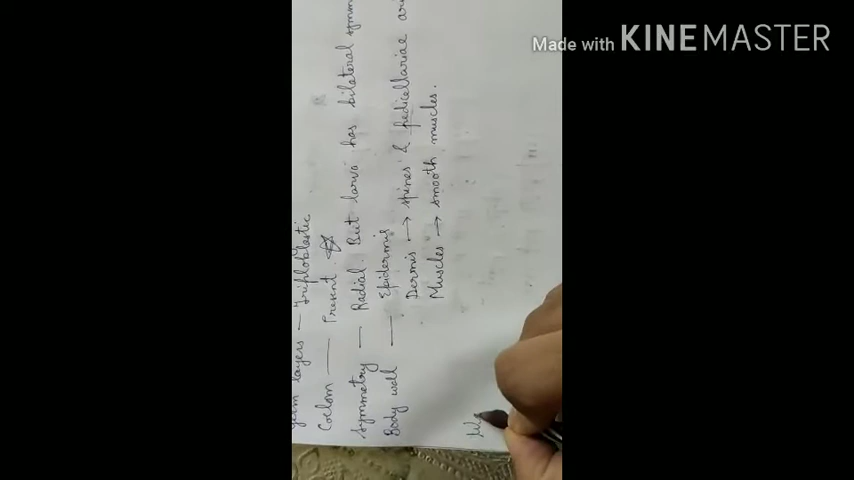 Made with KINEMASTER
Germ layers — Triploblastic
Coelom — Present.
Symmetry — Radial. But larva has bilateral symm
Body wall — Epidermis
Dermis → spines & pedicellariae ari
Muscles → smooth muscles.
W